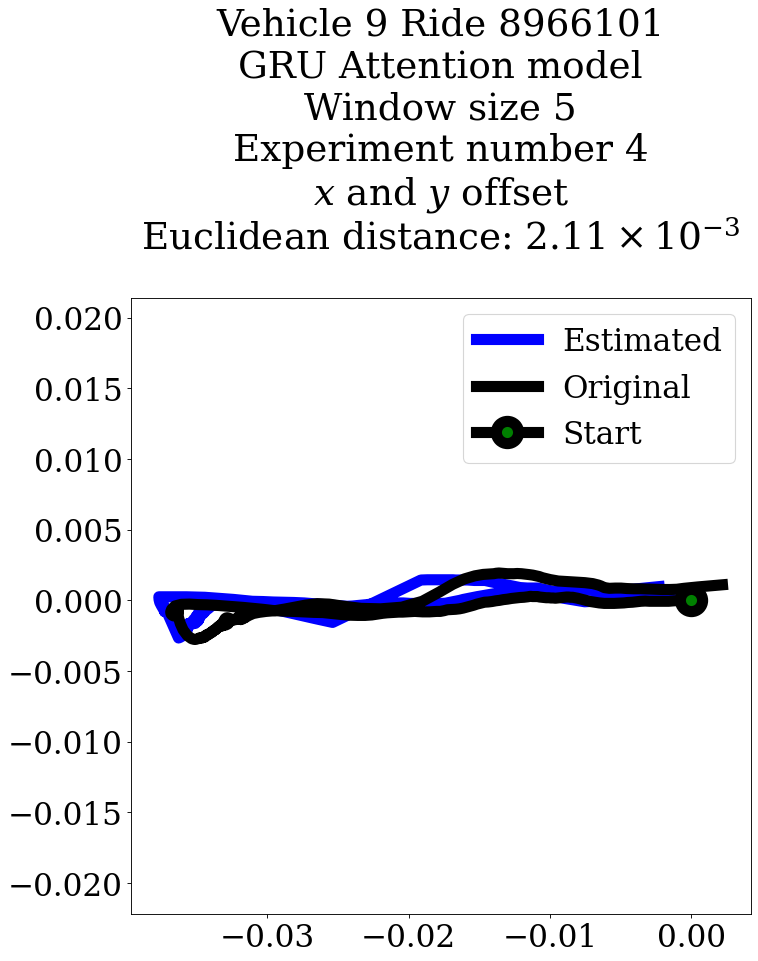 Vehicle 9 Ride 8966101
GRU Attention model
Window size 5
Experiment number 4
x and y offset
Euclidean distance: 2.11 × 10⁻³
Estimated
Original
Start
0.020
0.015
0.010
0.005
0.000
−0.005
−0.010
−0.015
−0.020
−0.03
−0.02
−0.01
0.00